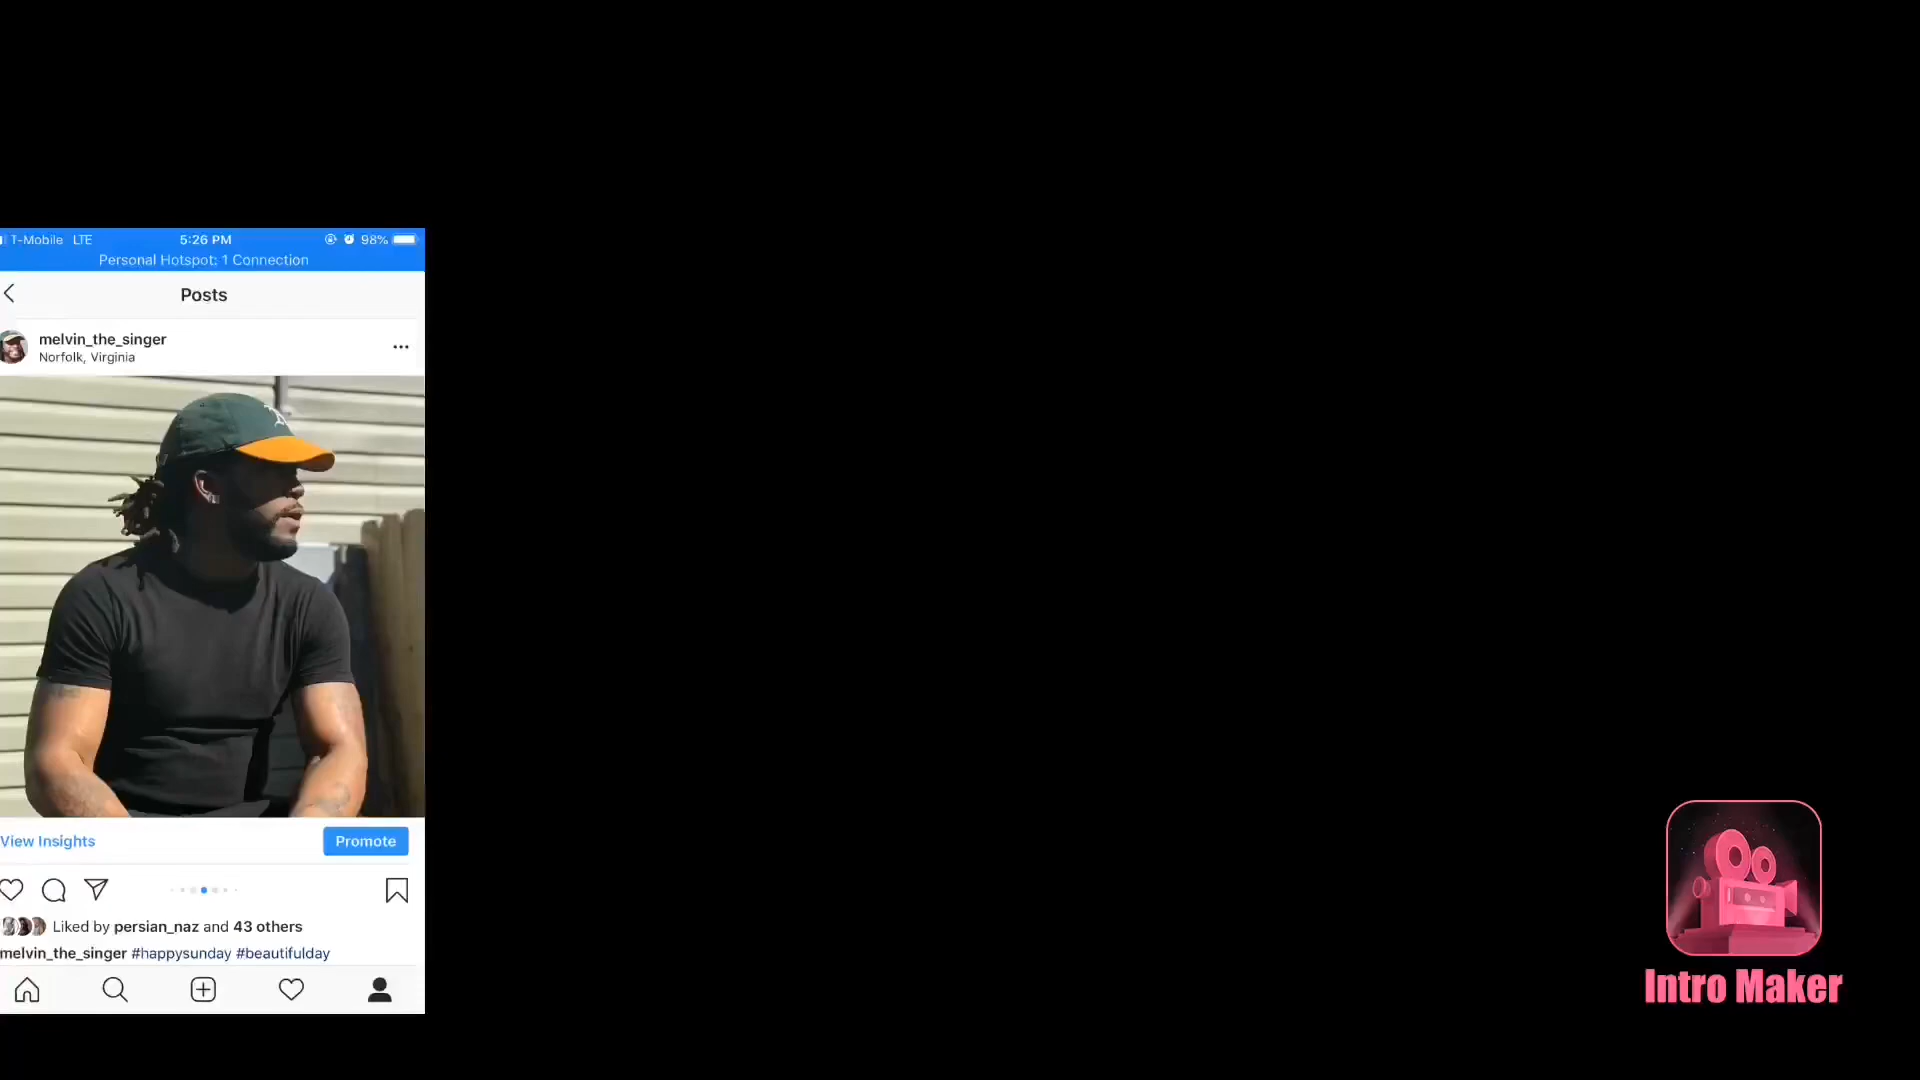 T-Mobile LTE 5:26 PM 98%
Personal Hotspot: 1 Connection
Posts
melvin_the_singer
Norfolk, Virginia
View Insights
Promote
Liked by persian_naz and 43 others
melvin_the_singer #happysunday #beautifulday
Intro Maker